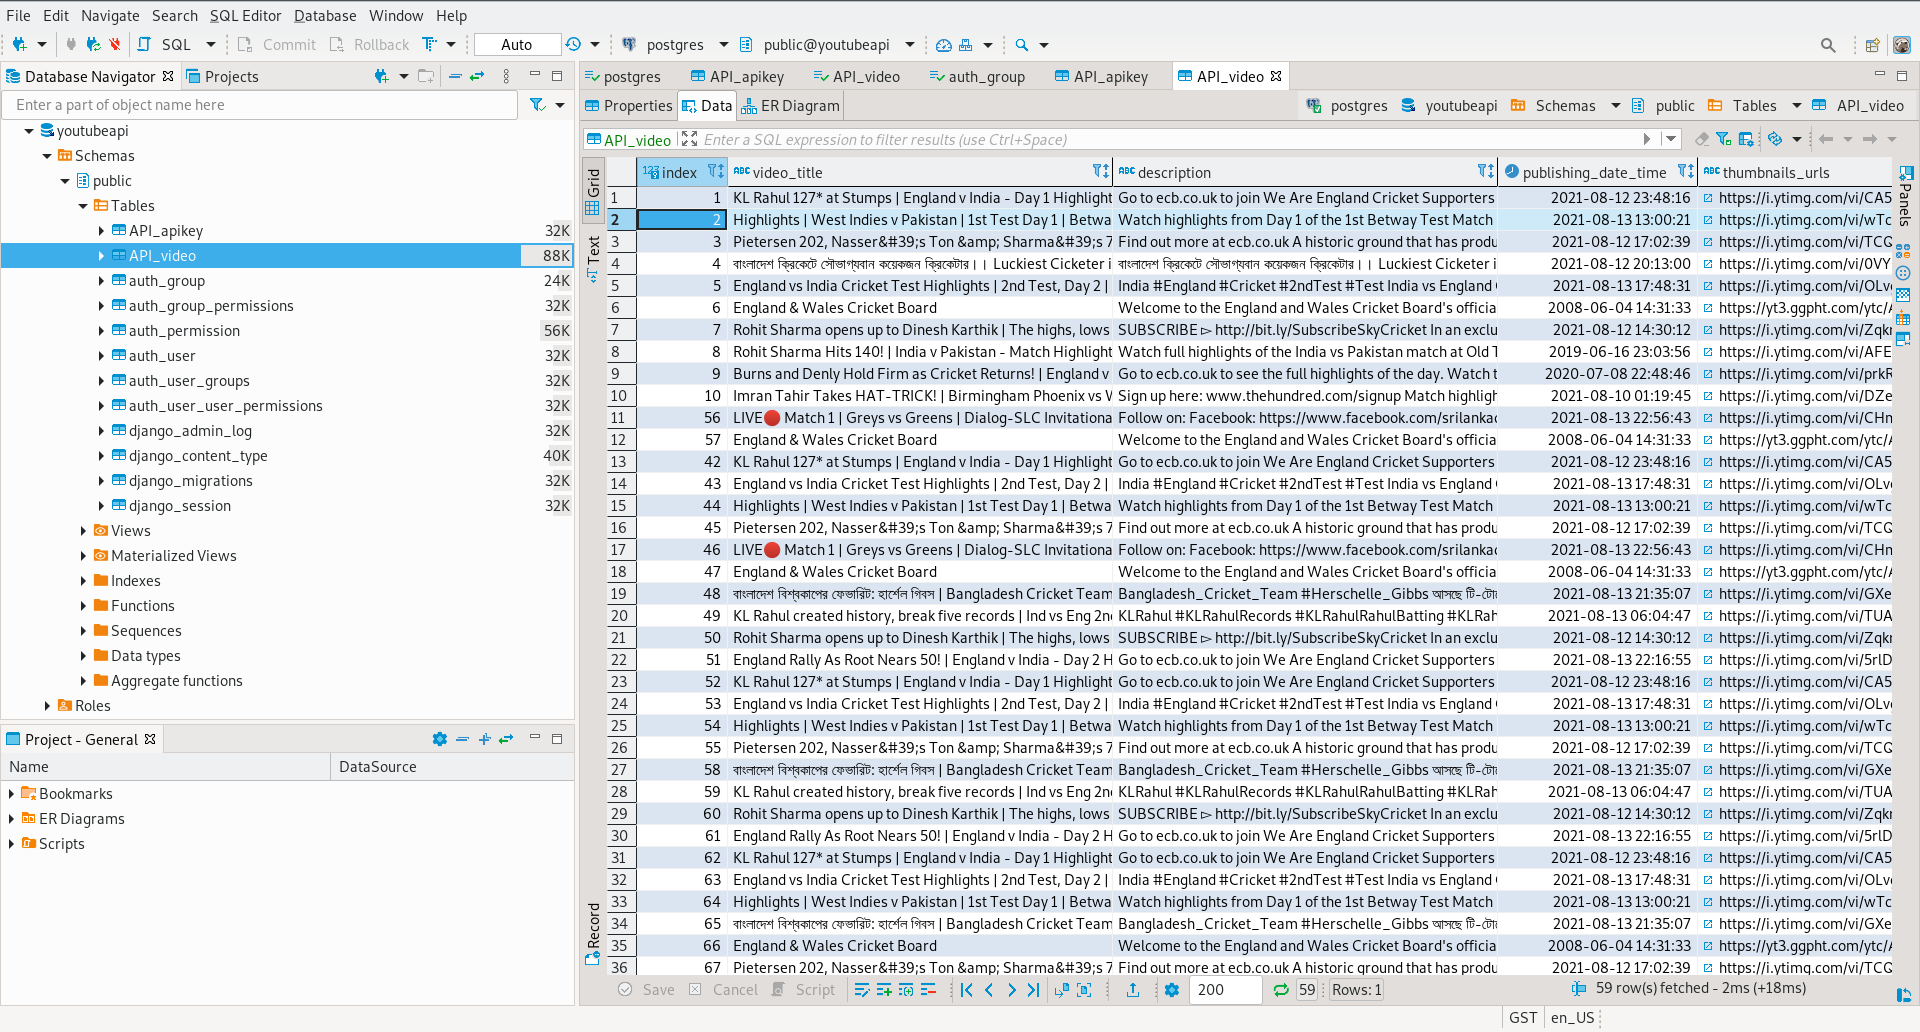 File Edit Navigate Search SQL Editor Database Window Help
SQL Commit Rollback Auto postgres public@youtubeapi
Database Navigator Projects
Enter a part of object name here
youtubeapi
Schemas
public
Tables
API_apikey 32K
API_video 88K
auth_group 24K
auth_group_permissions 32K
auth_permission 56K
auth_user 32K
auth_user_groups 32K
auth_user_user_permissions 32K
django_admin_log 32K
django_content_type 40K
django_migrations 32K
django_session 32K
Views
Materialized Views
Indexes
Functions
Sequences
Data types
Aggregate functions
Roles
Project - General
Name DataSource
Bookmarks
ER Diagrams
Scripts
postgres API_apikey API_video auth_group API_apikey API_video
Properties Data ER Diagram postgres youtubeapi Schemas public Tables API_video
API_video Enter a SQL expression to filter results (use Ctrl+Space)
Grid
Text
Record
Panels
index video_title description publishing_date_time thumbnails_urls
1 1 KL Rahul 127* at Stumps | England v India - Day 1 Highlight Go to ecb.co.uk to join We Are England Cricket Supporters 2021-08-12 23:48:16 https://i.ytimg.com/vi/CA5
2 2 Highlights | West Indies v Pakistan | 1st Test Day 1 | Betwa Watch highlights from Day 1 of the 1st Betway Test Match 2021-08-13 13:00:21 https://i.ytimg.com/vi/wTc
3 3 Pietersen 202, Nasser&#39;s Ton &amp; Sharma&#39;s 7 Find out more at ecb.co.uk A historic ground that has produ 2021-08-12 17:02:39 https://i.ytimg.com/vi/TCQ
4 4 বাংলাদেশ ক্রিকেটে সৌভাগ্যবান কয়েকজন ক্রিকেটার।। Luckiest Cicketer i বাংলাদেশ ক্রিকেটে সৌভাগ্যবান কয়েকজন ক্রিকেটার।। Luckiest Cicketer i 2021-08-12 20:13:00 https://i.ytimg.com/vi/0VY
5 5 England vs India Cricket Test Highlights | 2nd Test, Day 2 | India #England #Cricket #2ndTest #Test India vs England 2021-08-13 17:48:31 https://i.ytimg.com/vi/OLv
6 6 England & Wales Cricket Board Welcome to the England and Wales Cricket Board's officia 2008-06-04 14:31:33 https://yt3.ggpht.com/ytc/
7 7 Rohit Sharma opens up to Dinesh Karthik | The highs, lows SUBSCRIBE ▻ http://bit.ly/SubscribeSkyCricket In an exclu 2021-08-12 14:30:12 https://i.ytimg.com/vi/Zqk
8 8 Rohit Sharma Hits 140! | India v Pakistan - Match Highlight Watch full highlights of the India vs Pakistan match at Old T 2019-06-16 23:03:56 https://i.ytimg.com/vi/AFE
9 9 Burns and Denly Hold Firm as Cricket Returns! | England v Go to ecb.co.uk to see the full highlights of the day. Watch t 2020-07-08 22:48:46 https://i.ytimg.com/vi/prk
10 10 Imran Tahir Takes HAT-TRICK! | Birmingham Phoenix vs Sign up here: www.thehundred.com/signup Match highligh 2021-08-10 01:19:45 https://i.ytimg.com/vi/DZe
11 56 LIVE🔴 Match 1 | Greys vs Greens | Dialog-SLC Invitationa Follow on: Facebook: https://www.facebook.com/srilankac 2021-08-13 22:56:43 https://i.ytimg.com/vi/CHn
12 57 England & Wales Cricket Board Welcome to the England and Wales Cricket Board's officia 2008-06-04 14:31:33 https://yt3.ggpht.com/ytc/
13 42 KL Rahul 127* at Stumps | England v India - Day 1 Highlight Go to ecb.co.uk to join We Are England Cricket Supporters 2021-08-12 23:48:16 https://i.ytimg.com/vi/CA5
14 43 England vs India Cricket Test Highlights | 2nd Test, Day 2 | India #England #Cricket #2ndTest #Test India vs England 2021-08-13 17:48:31 https://i.ytimg.com/vi/OLv
15 44 Highlights | West Indies v Pakistan | 1st Test Day 1 | Betwa Watch highlights from Day 1 of the 1st Betway Test Match 2021-08-13 13:00:21 https://i.ytimg.com/vi/wTc
16 45 Pietersen 202, Nasser&#39;s Ton &amp; Sharma&#39;s 7 Find out more at ecb.co.uk A historic ground that has produ 2021-08-12 17:02:39 https://i.ytimg.com/vi/TCQ
17 46 LIVE🔴 Match 1 | Greys vs Greens | Dialog-SLC Invitationa Follow on: Facebook: https://www.facebook.com/srilankac 2021-08-13 22:56:43 https://i.ytimg.com/vi/CHn
18 47 England & Wales Cricket Board Welcome to the England and Wales Cricket Board's officia 2008-06-04 14:31:33 https://yt3.ggpht.com/ytc/
19 48 বাংলাদেশ বিশ্বকাপের ফেভারিট: হার্শেল গিবস | Bangladesh Cricket Team Bangladesh_Cricket_Team #Herschelle_Gibbs আসছে টি-টো 2021-08-13 21:35:07 https://i.ytimg.com/vi/GXe
20 49 KL Rahul created history, break five records | Ind vs Eng 2n KLRahul #KLRahulRecords #KLRahulRahulBatting #KLRah 2021-08-13 06:04:47 https://i.ytimg.com/vi/TUA
21 50 Rohit Sharma opens up to Dinesh Karthik | The highs, lows SUBSCRIBE ▻ http://bit.ly/SubscribeSkyCricket In an exclu 2021-08-12 14:30:12 https://i.ytimg.com/vi/Zqk
22 51 England Rally As Root Nears 50! | England v India - Day 2 H Go to ecb.co.uk to join We Are England Cricket Supporters 2021-08-13 22:16:55 https://i.ytimg.com/vi/5rlD
23 52 KL Rahul 127* at Stumps | England v India - Day 1 Highlight Go to ecb.co.uk to join We Are England Cricket Supporters 2021-08-12 23:48:16 https://i.ytimg.com/vi/CA5
24 53 England vs India Cricket Test Highlights | 2nd Test, Day 2 | India #England #Cricket #2ndTest #Test India vs England 2021-08-13 17:48:31 https://i.ytimg.com/vi/OLv
25 54 Highlights | West Indies v Pakistan | 1st Test Day 1 | Betwa Watch highlights from Day 1 of the 1st Betway Test Match 2021-08-13 13:00:21 https://i.ytimg.com/vi/wTc
26 55 Pietersen 202, Nasser&#39;s Ton &amp; Sharma&#39;s 7 Find out more at ecb.co.uk A historic ground that has produ 2021-08-12 17:02:39 https://i.ytimg.com/vi/TCQ
27 58 বাংলাদেশ বিশ্বকাপের ফেভারিট: হার্শেল গিবস | Bangladesh Cricket Team Bangladesh_Cricket_Team #Herschelle_Gibbs আসছে টি-টো 2021-08-13 21:35:07 https://i.ytimg.com/vi/GXe
28 59 KL Rahul created history, break five records | Ind vs Eng 2n KLRahul #KLRahulRecords #KLRahulRahulBatting #KLRah 2021-08-13 06:04:47 https://i.ytimg.com/vi/TUA
29 60 Rohit Sharma opens up to Dinesh Karthik | The highs, lows SUBSCRIBE ▻ http://bit.ly/SubscribeSkyCricket In an exclu 2021-08-12 14:30:12 https://i.ytimg.com/vi/Zqk
30 61 England Rally As Root Nears 50! | England v India - Day 2 H Go to ecb.co.uk to join We Are England Cricket Supporters 2021-08-13 22:16:55 https://i.ytimg.com/vi/5rlD
31 62 KL Rahul 127* at Stumps | England v India - Day 1 Highlight Go to ecb.co.uk to join We Are England Cricket Supporters 2021-08-12 23:48:16 https://i.ytimg.com/vi/CA5
32 63 England vs India Cricket Test Highlights | 2nd Test, Day 2 | India #England #Cricket #2ndTest #Test India vs England 2021-08-13 17:48:31 https://i.ytimg.com/vi/OLv
33 64 Highlights | West Indies v Pakistan | 1st Test Day 1 | Betwa Watch highlights from Day 1 of the 1st Betway Test Match 2021-08-13 13:00:21 https://i.ytimg.com/vi/wTc
34 65 বাংলাদেশ বিশ্বকাপের ফেভারিট: হার্শেল গিবস | Bangladesh Cricket Team Bangladesh_Cricket_Team #Herschelle_Gibbs আসছে টি-টো 2021-08-13 21:35:07 https://i.ytimg.com/vi/GXe
35 66 England & Wales Cricket Board Welcome to the England and Wales Cricket Board's officia 2008-06-04 14:31:33 https://yt3.ggpht.com/ytc/
36 67 Pietersen 202, Nasser&#39;s Ton &amp; Sharma&#39;s 7 Find out more at ecb.co.uk A historic ground that has produ 2021-08-12 17:02:39 https://i.ytimg.com/vi/TCQ
Save Cancel Script 200 59 Rows: 1 59 row(s) fetched - 2ms (+18ms)
GST en_US